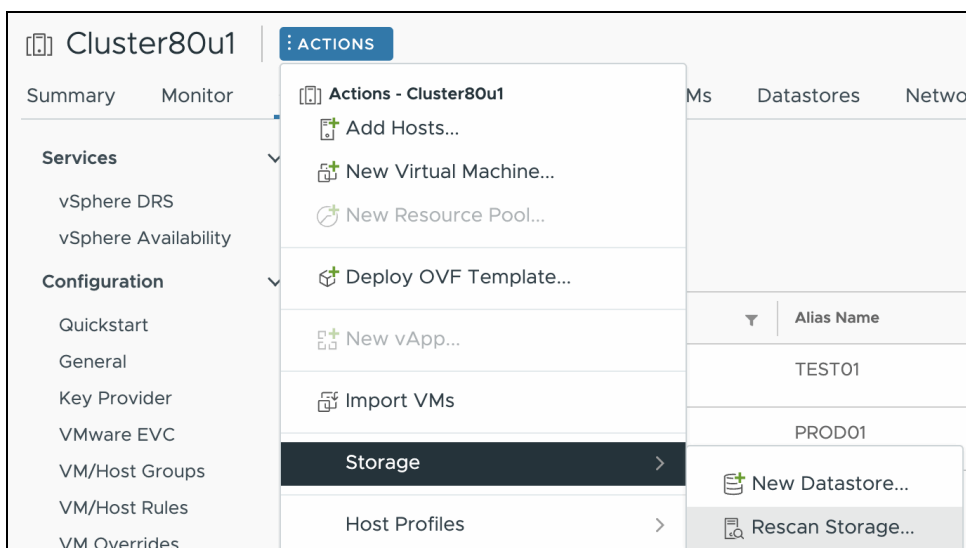 Cluster80u1
ACTIONS
Summary Monitor Ms Datastores Netwo
Actions - Cluster80u1
Add Hosts...
New Virtual Machine...
New Resource Pool...
Deploy OVF Template...
New vApp...
Import VMs
Storage
Host Profiles
Services
vSphere DRS
vSphere Availability
Configuration
Quickstart
General
Key Provider
VMware EVC
VM/Host Groups
VM/Host Rules
VM Overrides
Alias Name
TEST01
PROD01
New Datastore...
Rescan Storage...